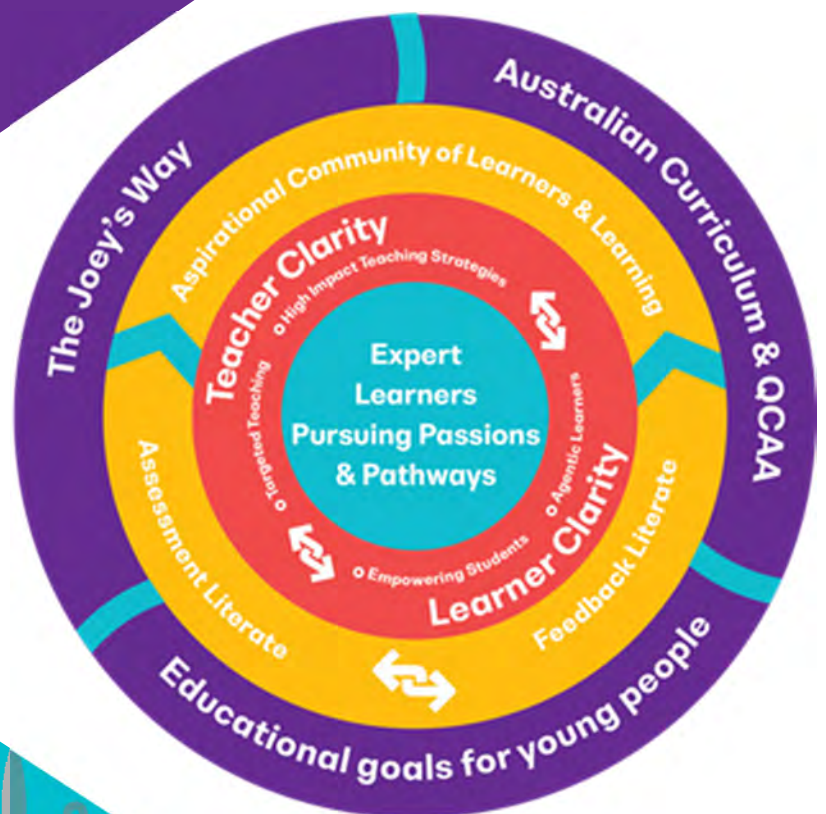 The Joey's Way
Australian Curriculum & QCAA
Educational goals for young people
Aspirational Community of Learners & Learning
Assessment Literate
Feedback Literate
Teacher Clarity
High Impact Teaching Strategies
Targeted Teaching
Learner Clarity
Agentic Learners
Empowering Students
Expert
Learners
Pursuing Passions
& Pathways